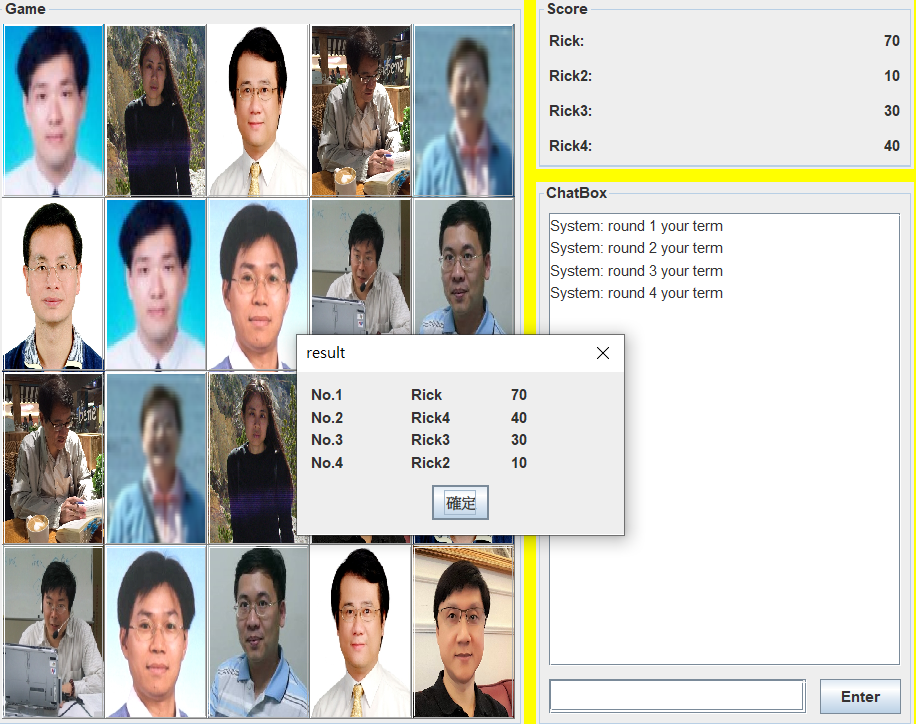 Game
Score
Rick: 70
Rick2: 10
Rick3: 30
Rick4: 40
ChatBox
System: round 1 your term
System: round 2 your term
System: round 3 your term
System: round 4 your term
result
No.1 Rick 70
No.2 Rick4 40
No.3 Rick3 30
No.4 Rick2 10
確定
Enter